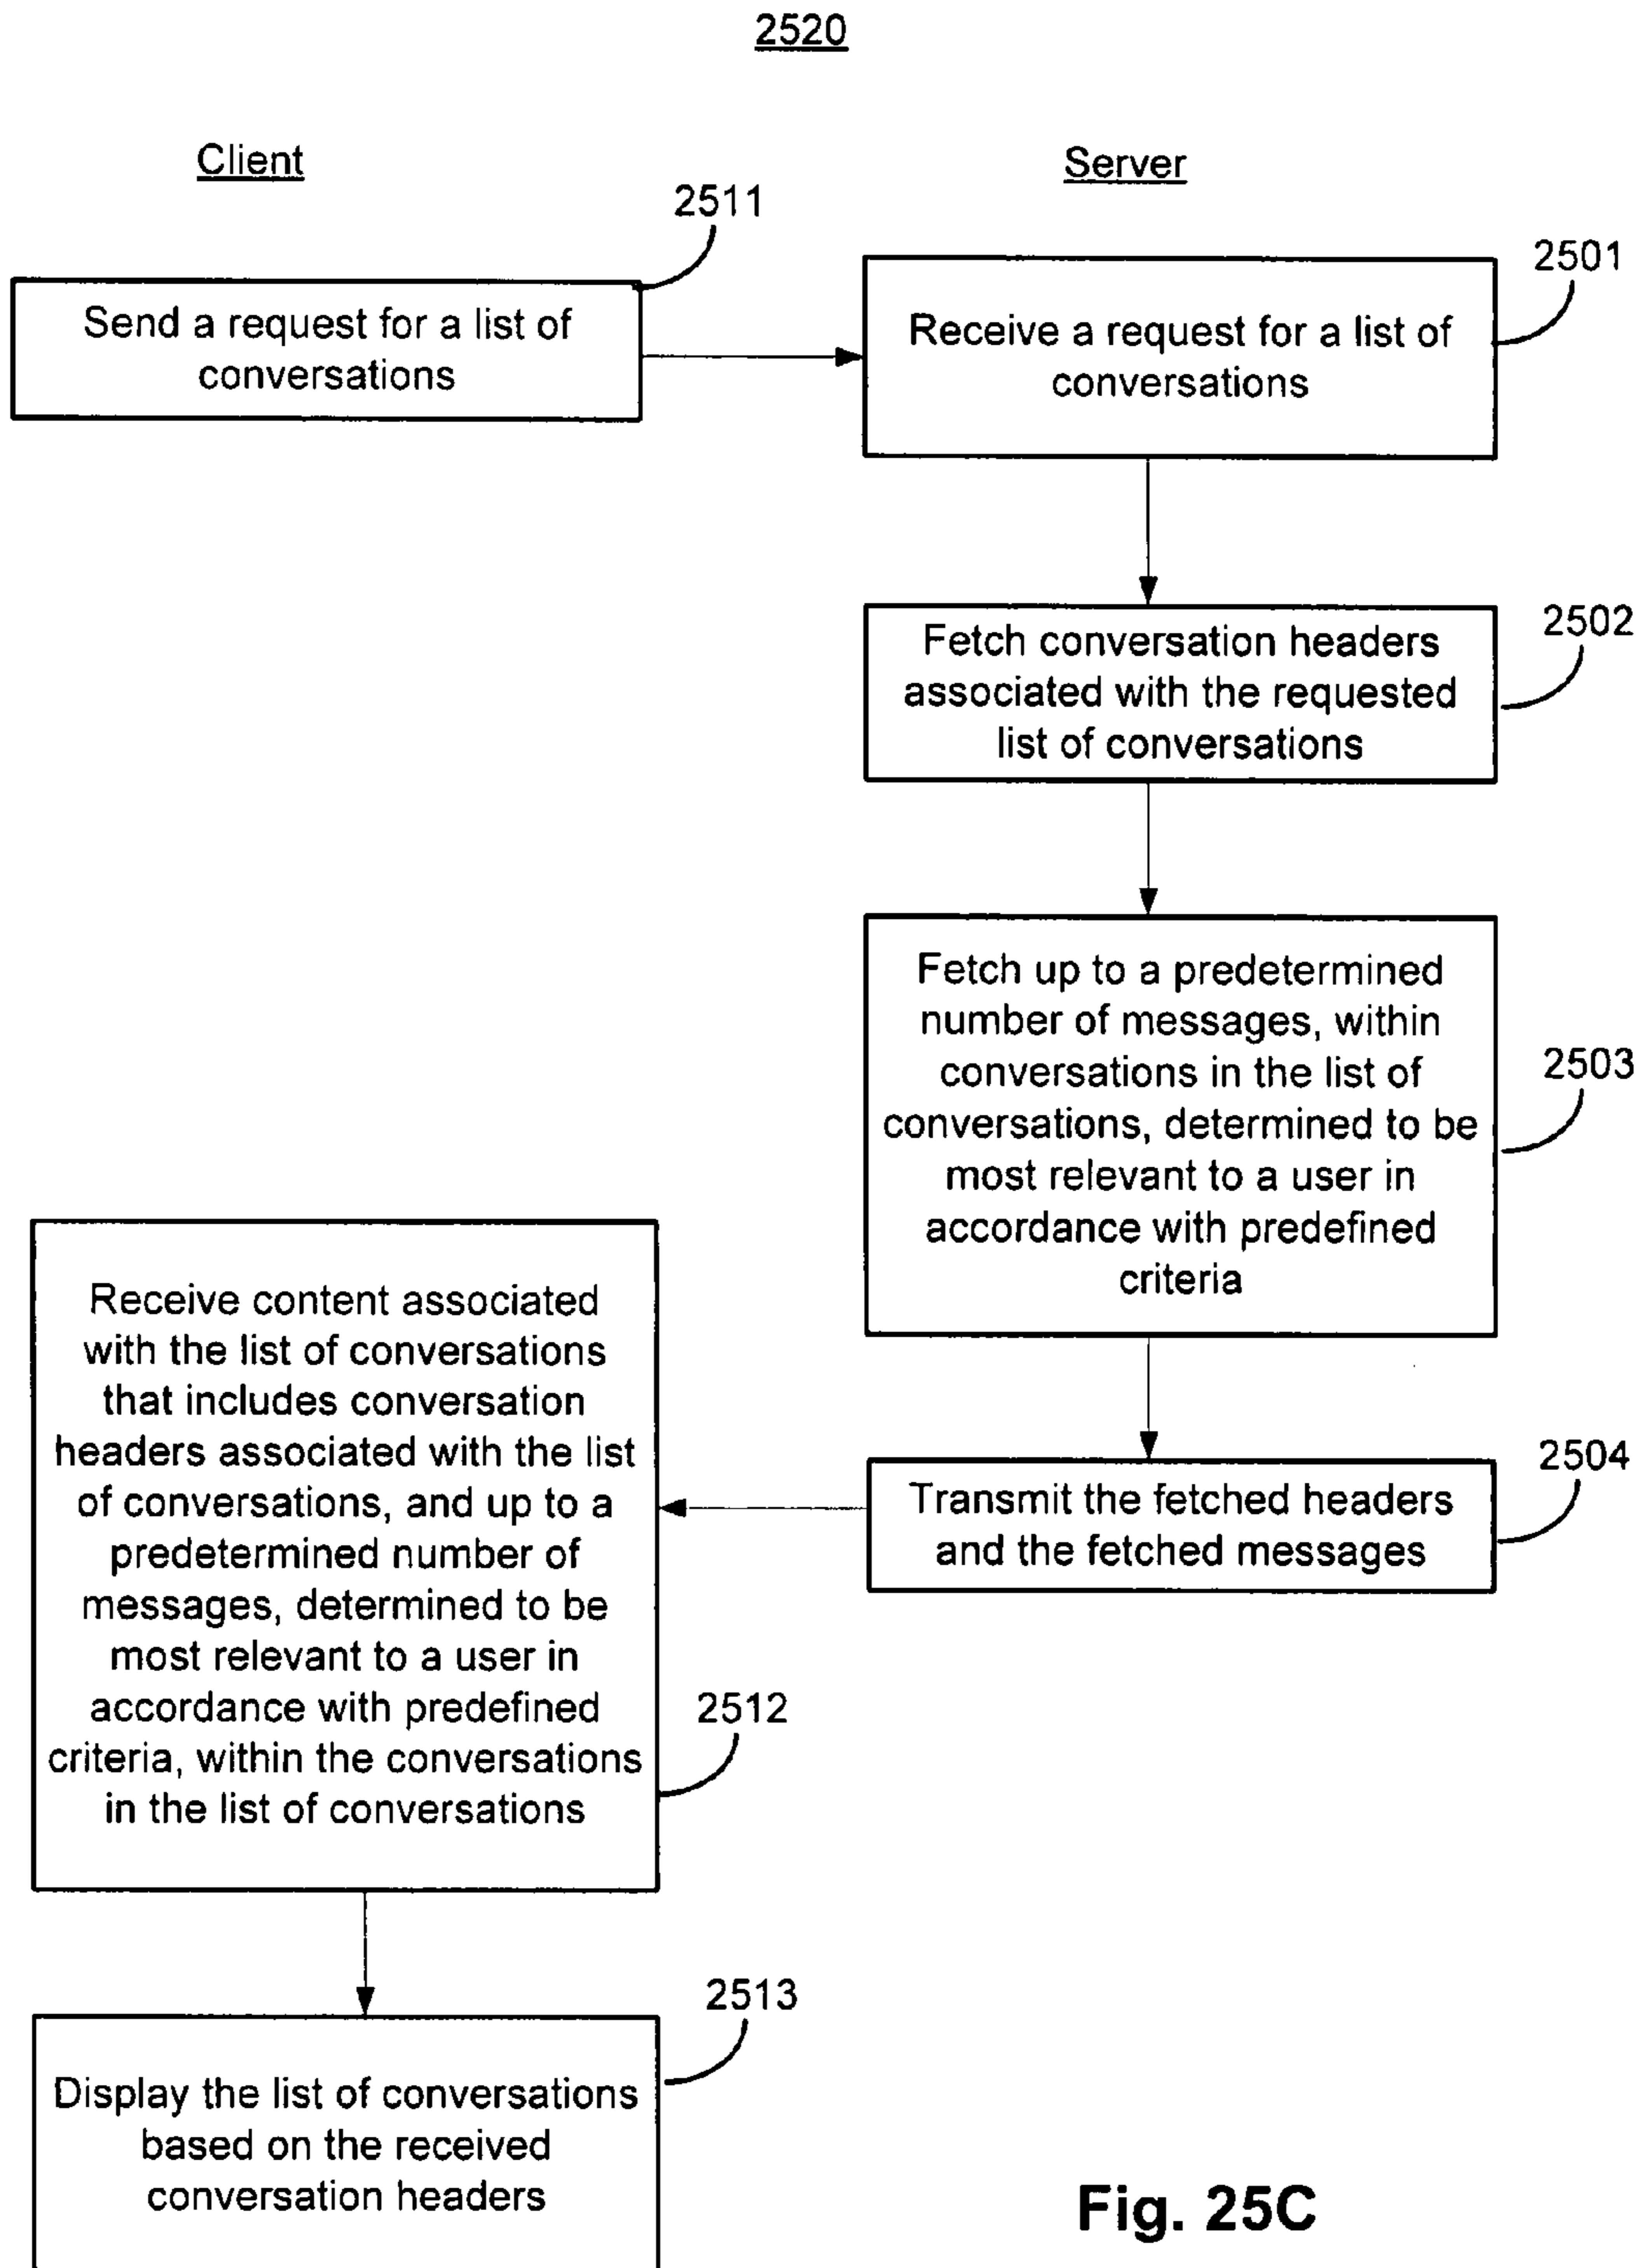 2520
Client
Server
2511
Send a request for a list of
conversations
2501
Receive a request for a list of
conversations
2502
Fetch conversation headers
associated with the requested
list of conversations
2503
Fetch up to a predetermined
number of messages, within
conversations in the list of
conversations, determined to be
most relevant to a user in
accordance with predefined
criteria
2504
Transmit the fetched headers
and the fetched messages
Receive content associated
with the list of conversations
that includes conversation
headers associated with the list
of conversations, and up to a
predetermined number of
messages, determined to be
most relevant to a user in
accordance with predefined
criteria, within the conversations
in the list of conversations
2512
2513
Display the list of conversations
based on the received
conversation headers
Fig. 25C